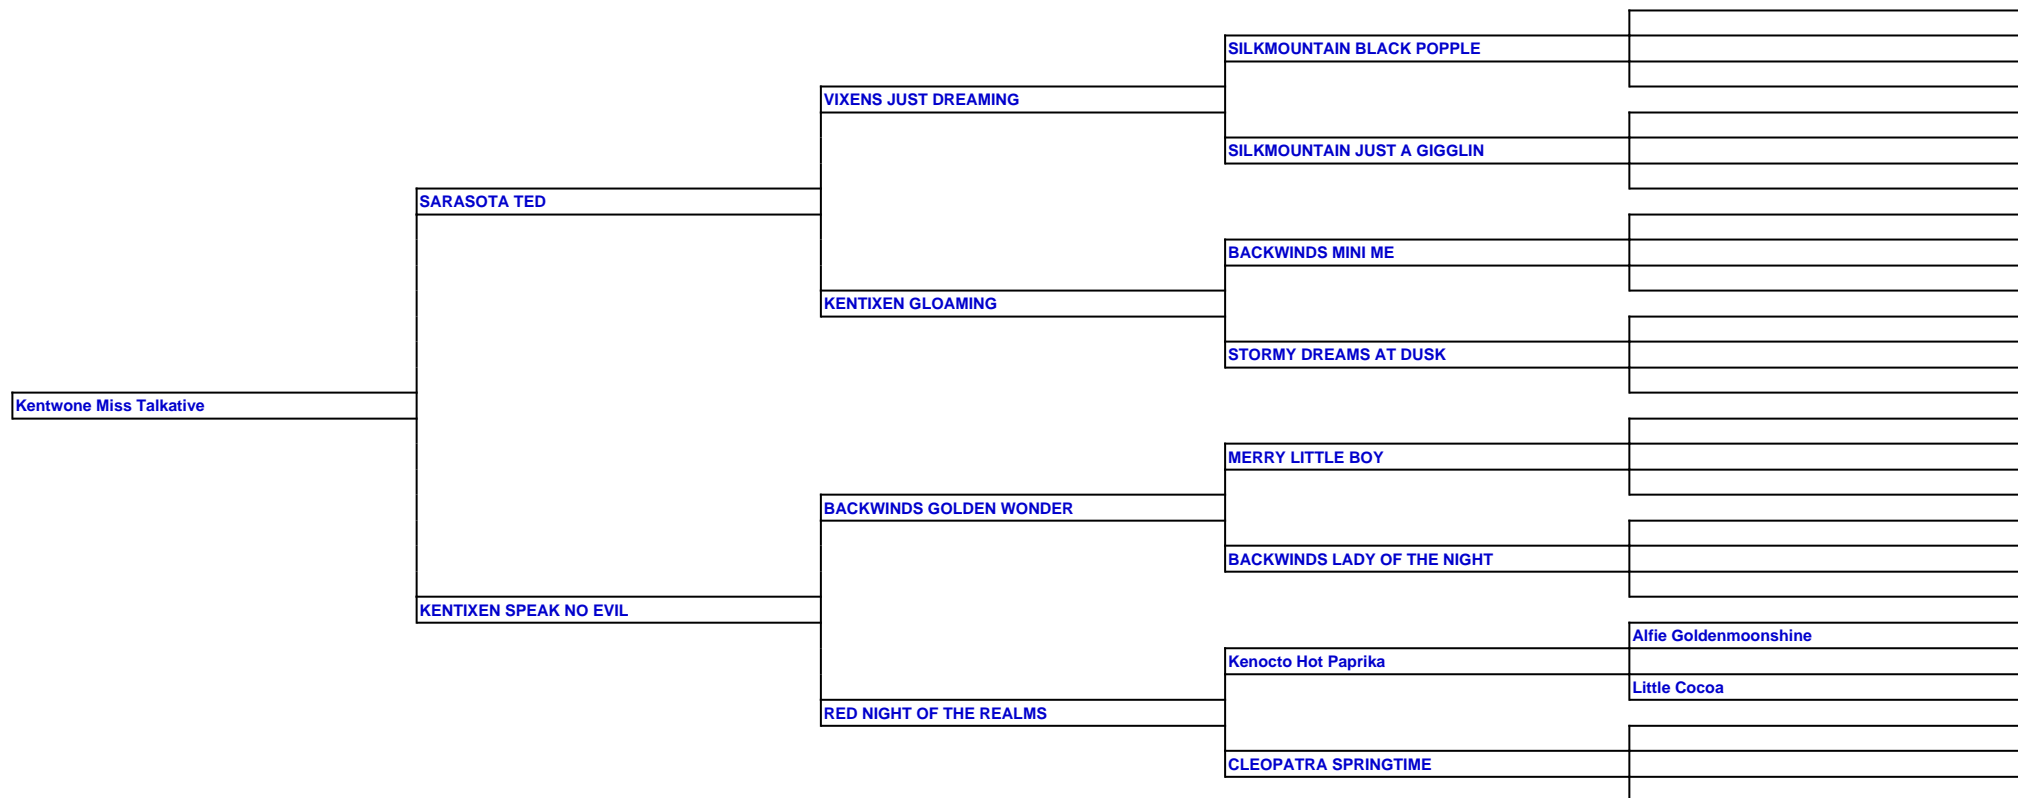 SILKMOUNTAIN BLACK POPPLE
VIXENS JUST DREAMING
SILKMOUNTAIN JUST A GIGGLIN
SARASOTA TED
BACKWINDS MINI ME
KENTIXEN GLOAMING
STORMY DREAMS AT DUSK
Kentwone Miss Talkative
MERRY LITTLE BOY
BACKWINDS GOLDEN WONDER
BACKWINDS LADY OF THE NIGHT
KENTIXEN SPEAK NO EVIL
Alfie Goldenmoonshine
Kenocto Hot Paprika
Little Cocoa
RED NIGHT OF THE REALMS
CLEOPATRA SPRINGTIME